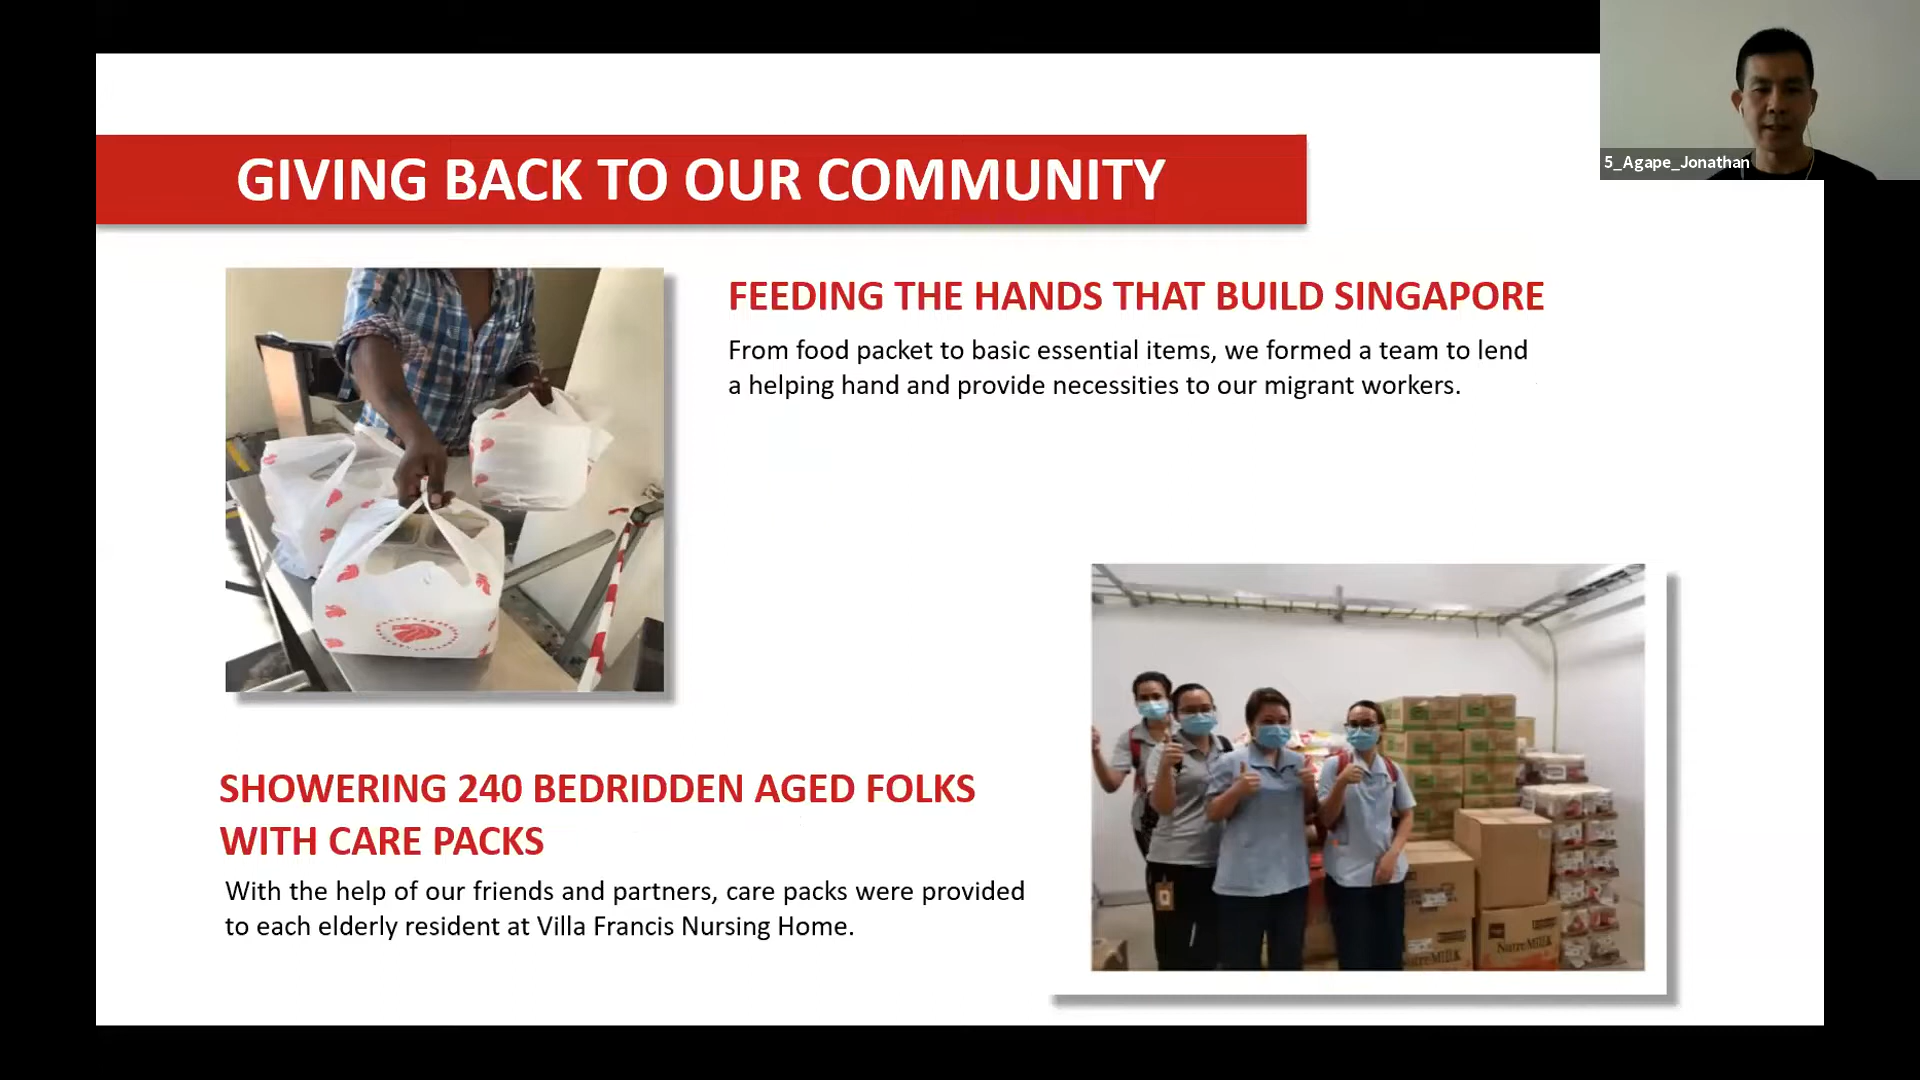 GIVING BACK TO OUR COMMUNITY
5_Agape_Jonathan
FEEDING THE HANDS THAT BUILD SINGAPORE
From food packet to basic essential items, we formed a team to lend
a helping hand and provide necessities to our migrant workers.
SHOWERING 240 BEDRIDDEN AGED FOLKS
WITH CARE PACKS
With the help of our friends and partners, care packs were provided
to each elderly resident at Villa Francis Nursing Home.
NutreMill
NutreMill